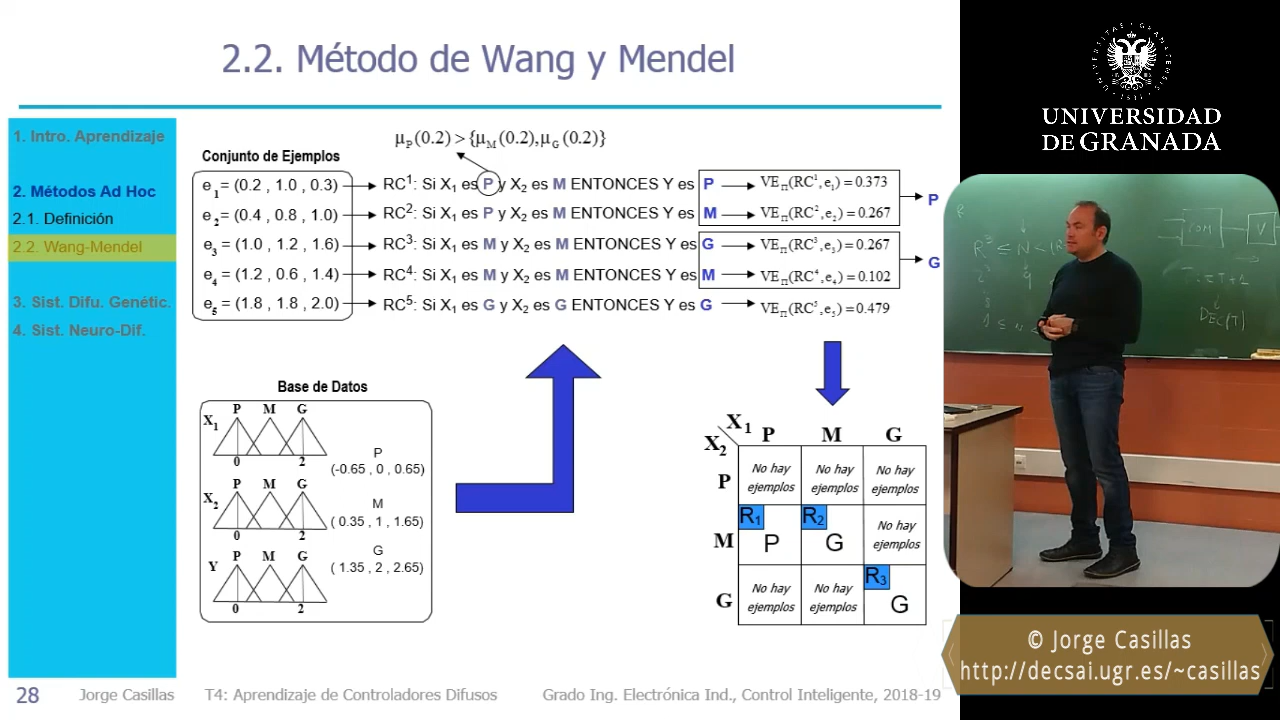 2.2. Método de Wang y Mendel
1. Intro. Aprendizaje
2. Métodos Ad Hoc
2.1. Definición
2.2. Wang-Mendel
3. Sist. Difu. Genétic.
4. Sist. Neuro-Dif.
μP(0.2) > {μM(0.2), μG(0.2)}
Conjunto de Ejemplos
e1 = (0.2 , 1.0 , 0.3) RC1: Si X1 es P y X2 es M ENTONCES Y es P VEΠ(RC1, e1) = 0.373
e2 = (0.4 , 0.8 , 1.0) RC2: Si X1 es P y X2 es M ENTONCES Y es M VEΠ(RC2, e2) = 0.267
P
e3 = (1.0 , 1.2 , 1.6) RC3: Si X1 es M y X2 es M ENTONCES Y es G VEΠ(RC3, e3) = 0.267
e4 = (1.2 , 0.6 , 1.4) RC4: Si X1 es M y X2 es M ENTONCES Y es M VEΠ(RC4, e4) = 0.102
G
e5 = (1.8 , 1.8 , 2.0) RC5: Si X1 es G y X2 es G ENTONCES Y es G VEΠ(RC5, e5) = 0.479
Base de Datos
P M G
X1
0 2
P M G
X2
0 2
P M G
Y
0 2
P
(-0.65 , 0 , 0.65)
M
( 0.35 , 1 , 1.65)
G
( 1.35 , 2 , 2.65)
X1
X2 P M G
P No hay ejemplos No hay ejemplos No hay ejemplos
R1 R2
M P G No hay ejemplos
R3
G No hay ejemplos No hay ejemplos G
28 Jorge Casillas T4: Aprendizaje de Controladores Difusos Grado Ing. Electrónica Ind., Control Inteligente, 2018-19
UNIVERSIDAD
DE GRANADA
© Jorge Casillas
http://decsai.ugr.es/~casillas